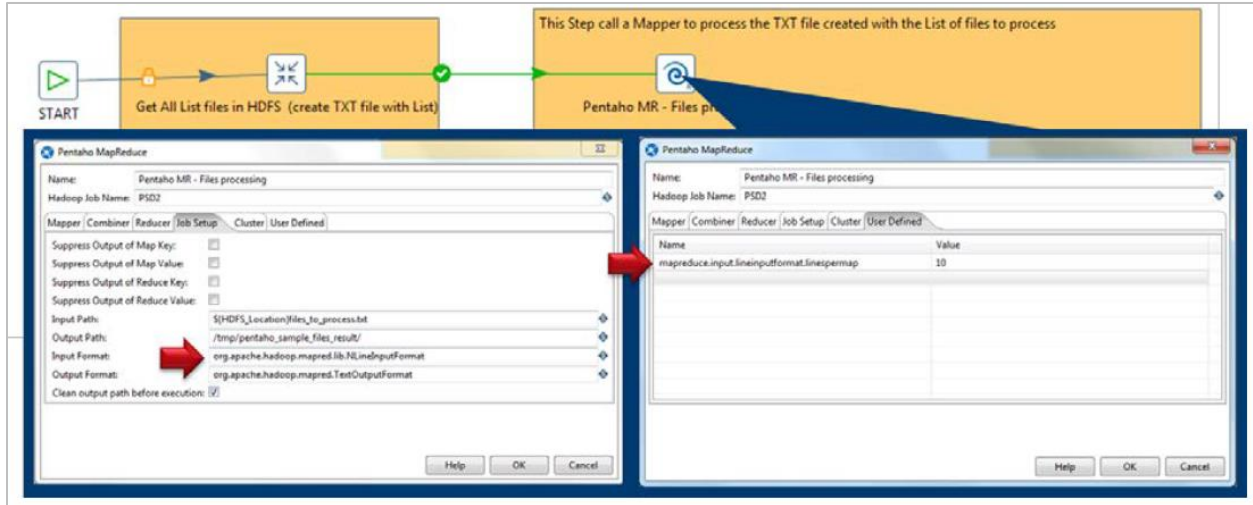 This Step call a Mapper to process the TXT file created with the List of files to process
START
Get All List files in HDFS (create TXT file with List)
Pentaho MR - Files
Pentaho MapReduce
Name: Pentaho MR - Files processing
Hadoop Job Name: PSD2
Mapper Combiner Reducer Job Setup Cluster User Defined
Suppress Output of Map Key:
Suppress Output of Map Value:
Suppress Output of Reduce Key:
Suppress Output of Reduce Value:
Input Path: ${HDFS_Location}files_to_process.txt
Output Path: /tmp/pentaho_sample_files_result/
Input Format: org.apache.hadoop.mapred.lib.NLineInputFormat
Output Format: org.apache.hadoop.mapred.TextOutputFormat
Clean output path before execution:
Help OK Cancel
Pentaho MapReduce
Name: Pentaho MR - Files processing
Hadoop Job Name: PSD2
Mapper Combiner Reducer Job Setup Cluster User Defined
Name Value
mapreduce.input.lineinputformat.linespermap 10
Help OK Cancel